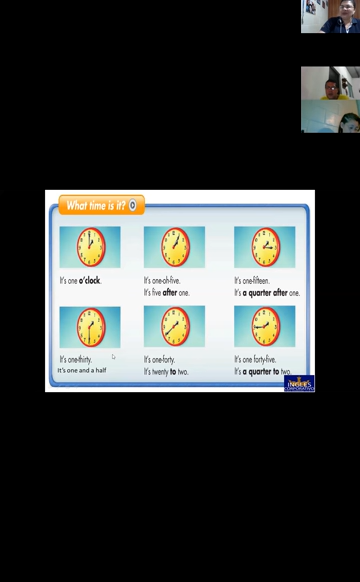 What time is it?
It's one o'clock.
It's one-oh-five.
It's five after one.
It's one-fifteen.
It's a quarter after one.
It's one-thirty.
It's one and a half
It's one-forty.
It's twenty to two.
It's one forty-five.
It's a quarter to two.
INGEE'S